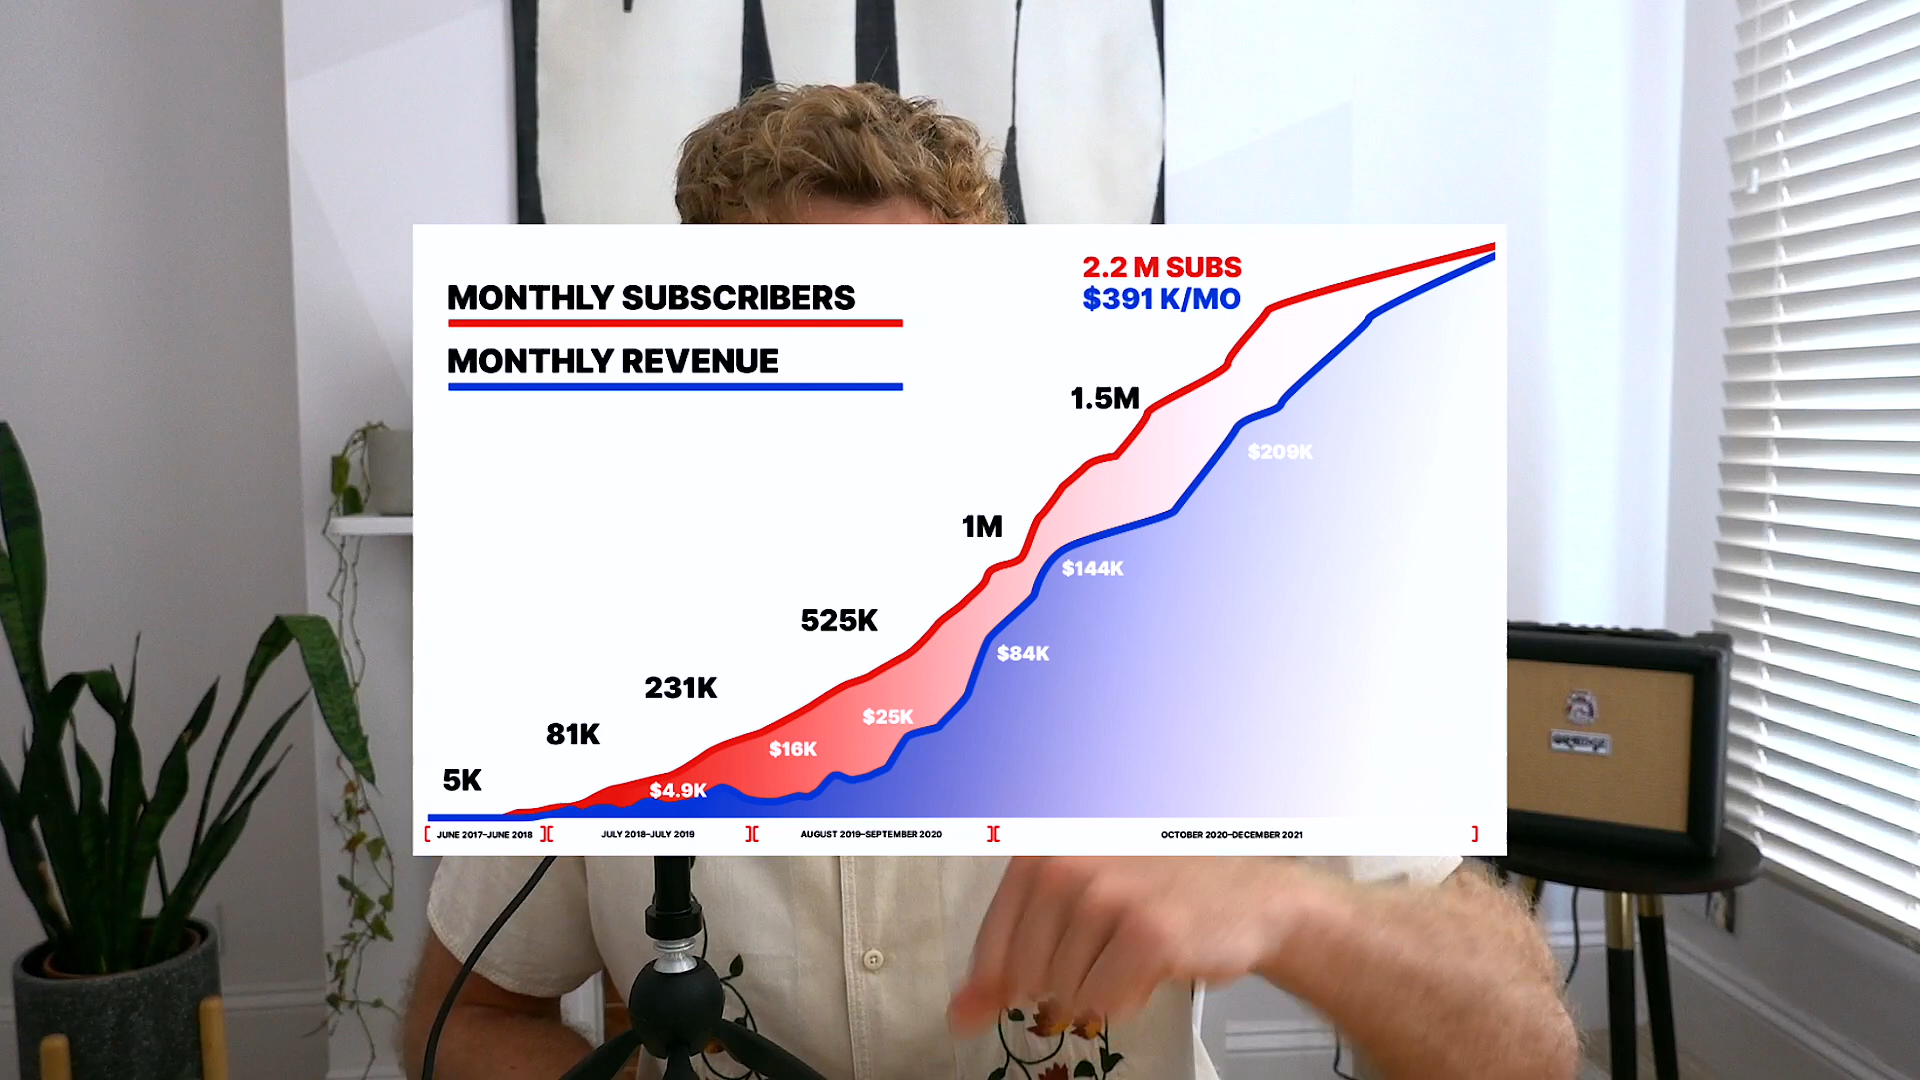 MONTHLY SUBSCRIBERS
MONTHLY REVENUE
2.2 M SUBS
$391 K/MO
1.5M
$209K
1M
$144K
525K
$84K
231K
$25K
81K
$16K
5K
$4.9K
[ JUNE 2017–JUNE 2018 ][ JULY 2018–JULY 2019 ][ AUGUST 2019–SEPTEMBER 2020 ][ OCTOBER 2020–DECEMBER 2021 ]